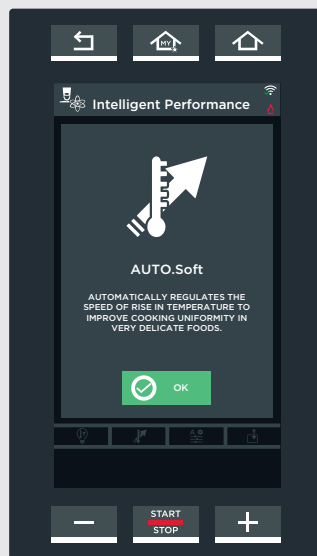 MY
Intelligent Performance
AUTO.Soft
AUTOMATICALLY REGULATES THE
SPEED OF RISE IN TEMPERATURE TO
IMPROVE COOKING UNIFORMITY IN
VERY DELICATE FOODS.
OK
START
STOP